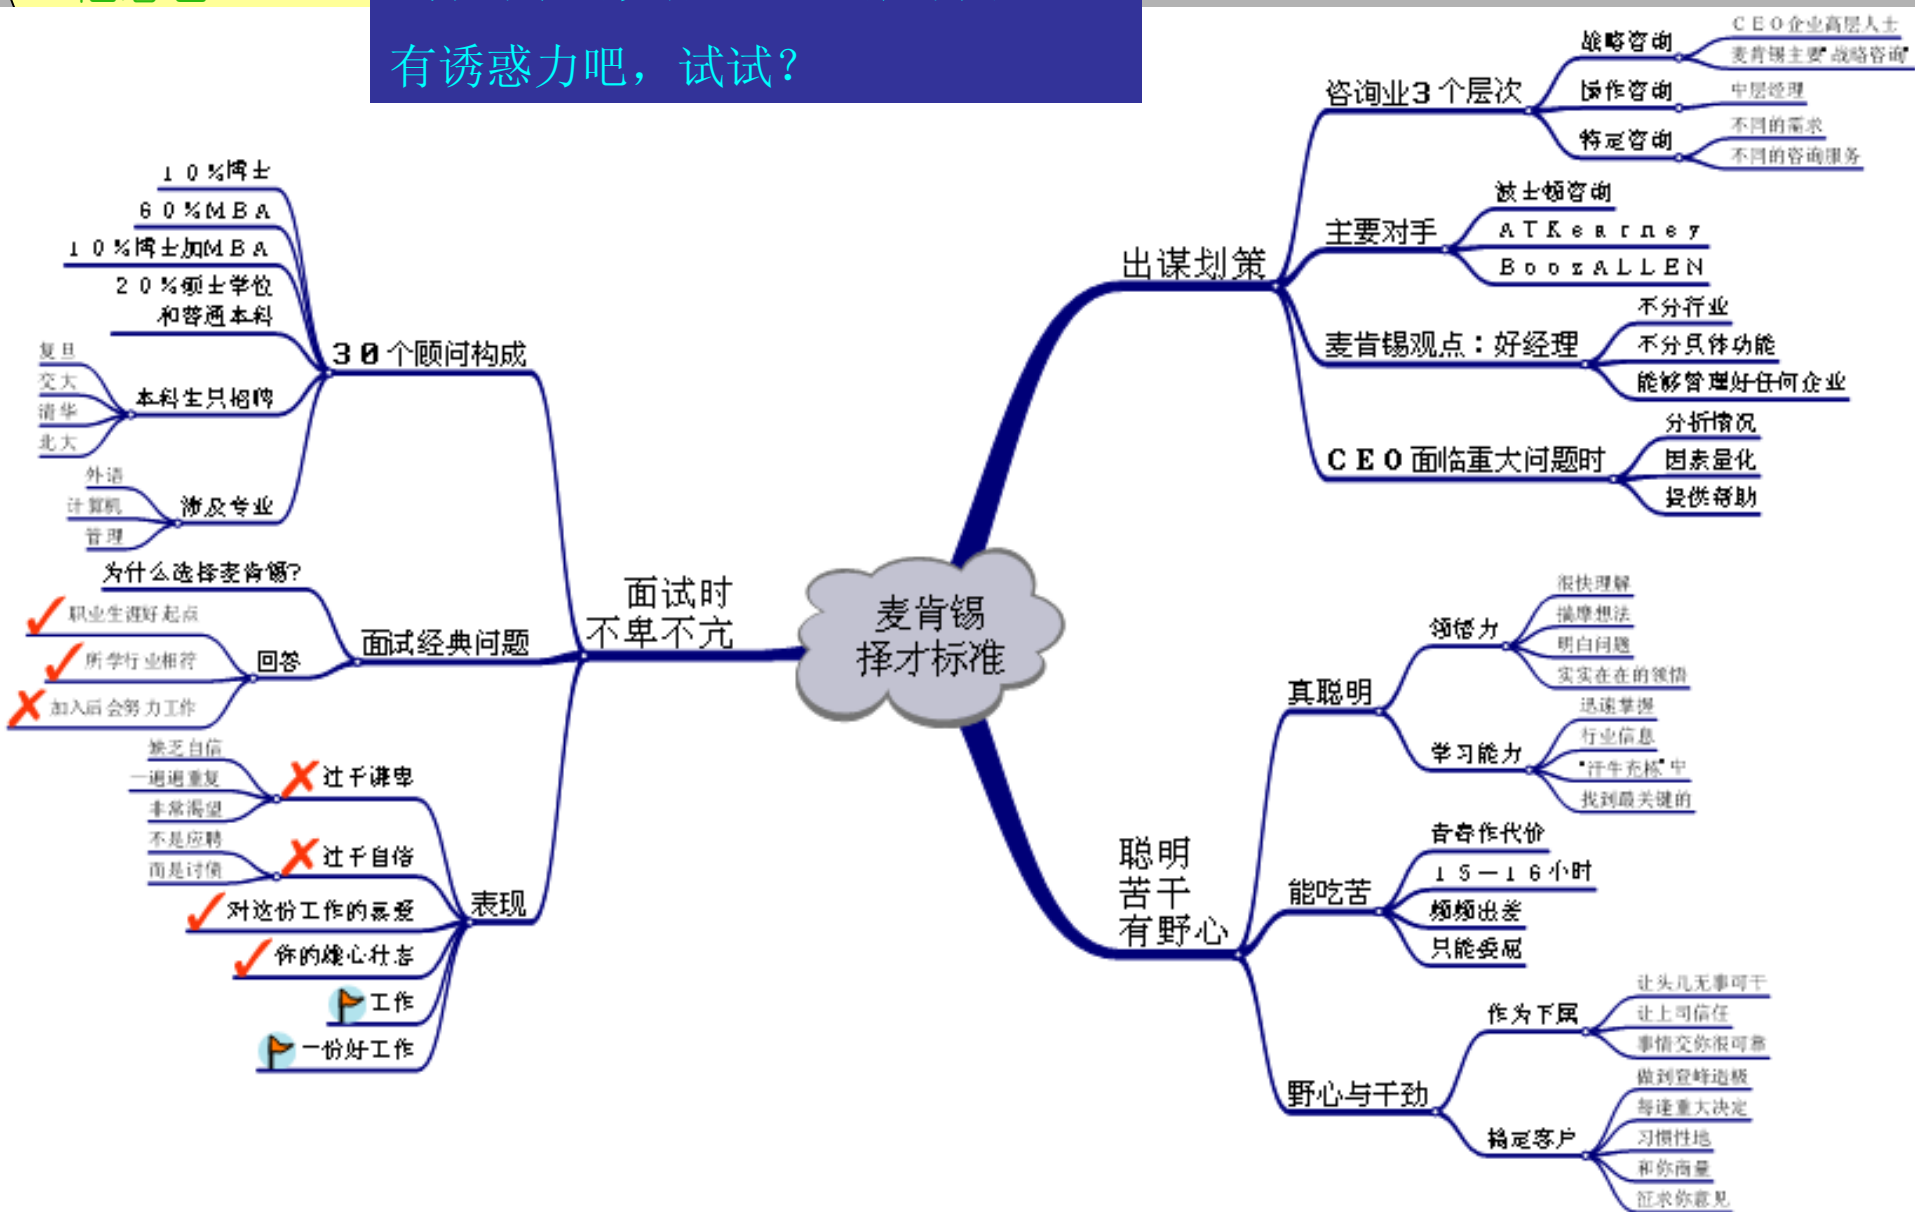 有诱惑力吧，试试？
麦肯锡
择才标准
出谋划策
咨询业3个层次
战略咨询
CEO企业高层人士
麦肯锡主要"战略咨询"
操作咨询
中层经理
特定咨询
不同的需求
不同的咨询服务
主要对手
波士顿咨询
ATKearney
BoozALLEN
麦肯锡观点：好经理
不分行业
不分具体功能
能够管理好任何企业
CEO面临重大问题时
分析情况
因素量化
提供帮助
聪明
苦干
有野心
真聪明
领悟力
很快理解
揣摩想法
明白问题
实实在在的领悟
学习能力
迅速掌握
行业信息
"汗牛充栋"中
找到最关键的
能吃苦
青春作代价
15－16小时
频频出差
只能委屈
野心与干劲
作为下属
让头儿无事可干
让上司信任
事情交你很可靠
搞定客户
做到登峰造极
每逢重大决定
习惯性地
和你商量
征求你意见
面试时
不卑不亢
30个顾问构成
10%博士
60%MBA
10%博士加MBA
20%硕士学位
和普通本科
本科生只招聘
复旦
交大
清华
北大
涉及专业
外语
计算机
管理
面试经典问题
为什么选择麦肯锡?
回答
职业生涯好起点
所学行业相符
加入后会努力工作
表现
过于谦卑
缺乏自信
一遍遍重复
非常渴望
过于自信
不是应聘
而是讨债
对这份工作的喜爱
你的雄心壮志
工作
一份好工作